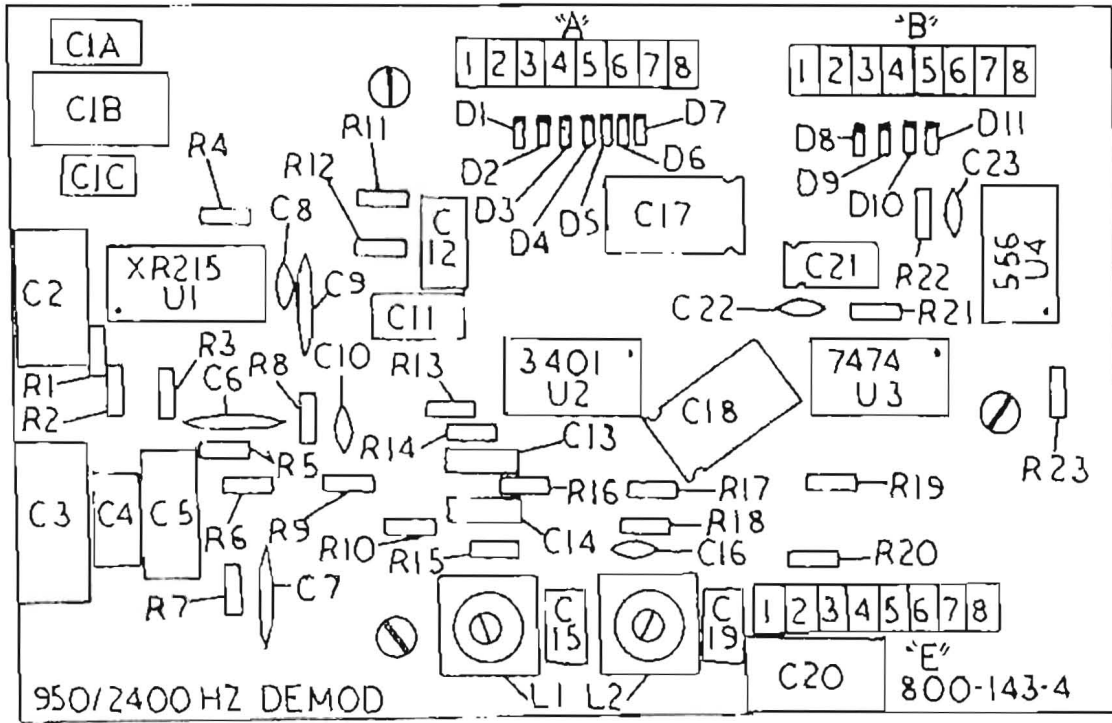 C1A
"A"
"B"
1 2 3 4 5 6 7 8
1 2 3 4 5 6 7 8
C1B
R11
D1
D7
D8
D11
R4
R12
D2
D6
D9
C23
C1C
C8
C
12
D3
D4
D5
C17
D10
XR215
U1
C2
C9
C11
C21
R22
556
U4
C22
R21
R3
C10
R13
3401
U2
7474
U3
R1
C6
R8
C18
R2
R14
C13
R5
R23
C3
C4
C5
R6
R9
R16
R17
R19
R10
R18
R15
C14
C16
R20
R7
C7
C
15
C
19
1 2 3 4 5 6 7 8
"E"
C20
950/2400 HZ DEMOD
L1
L2
800-143-4